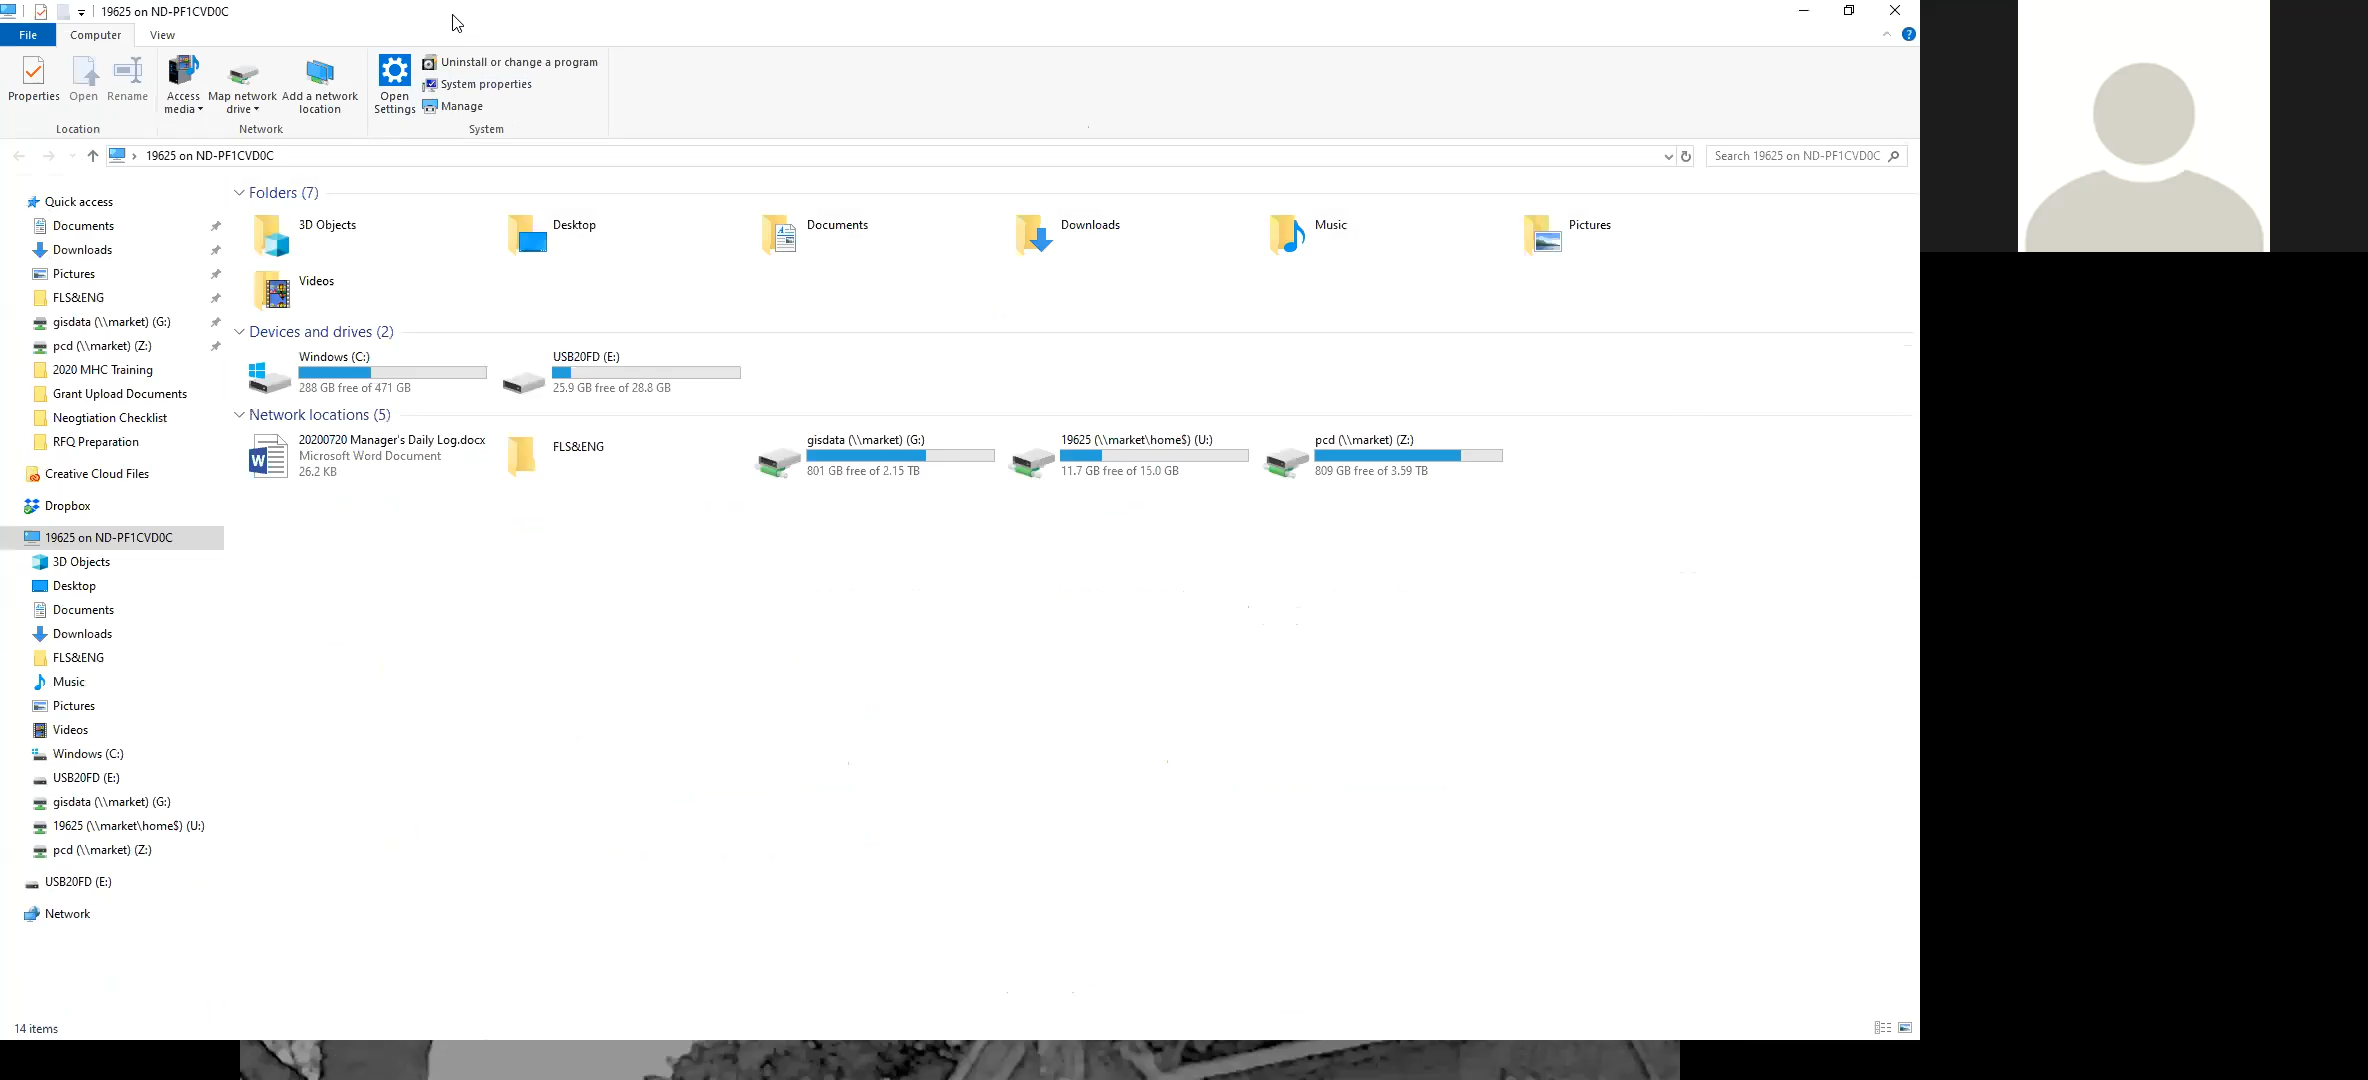 19625 on ND-PF1CVD0C
File Computer View
Properties Open Rename Access media Map network drive Add a network location Open Settings Uninstall or change a program
System properties
Manage
Location Network System
19625 on ND-PF1CVD0C Search 19625 on ND-PF1CVD0C
Quick access
Documents
Downloads
Pictures
FLS&ENG
gisdata (\\market) (G:)
pcd (\\market) (Z:)
2020 MHC Training
Grant Upload Documents
Neogtiation Checklist
RFQ Preparation
Creative Cloud Files
Dropbox
19625 on ND-PF1CVD0C
3D Objects
Desktop
Documents
Downloads
FLS&ENG
Music
Pictures
Videos
Windows (C:)
USB20FD (E:)
gisdata (\\market) (G:)
19625 (\\market\home$) (U:)
pcd (\\market) (Z:)
USB20FD (E:)
Network
Folders (7)
3D Objects Desktop Documents Downloads Music Pictures
Videos
Devices and drives (2)
Windows (C:) USB20FD (E:)
288 GB free of 471 GB 25.9 GB free of 28.8 GB
Network locations (5)
20200720 Manager's Daily Log.docx
Microsoft Word Document
26.2 KB
FLS&ENG
gisdata (\\market) (G:)
801 GB free of 2.15 TB
19625 (\\market\home$) (U:)
11.7 GB free of 15.0 GB
pcd (\\market) (Z:)
809 GB free of 3.59 TB
14 items